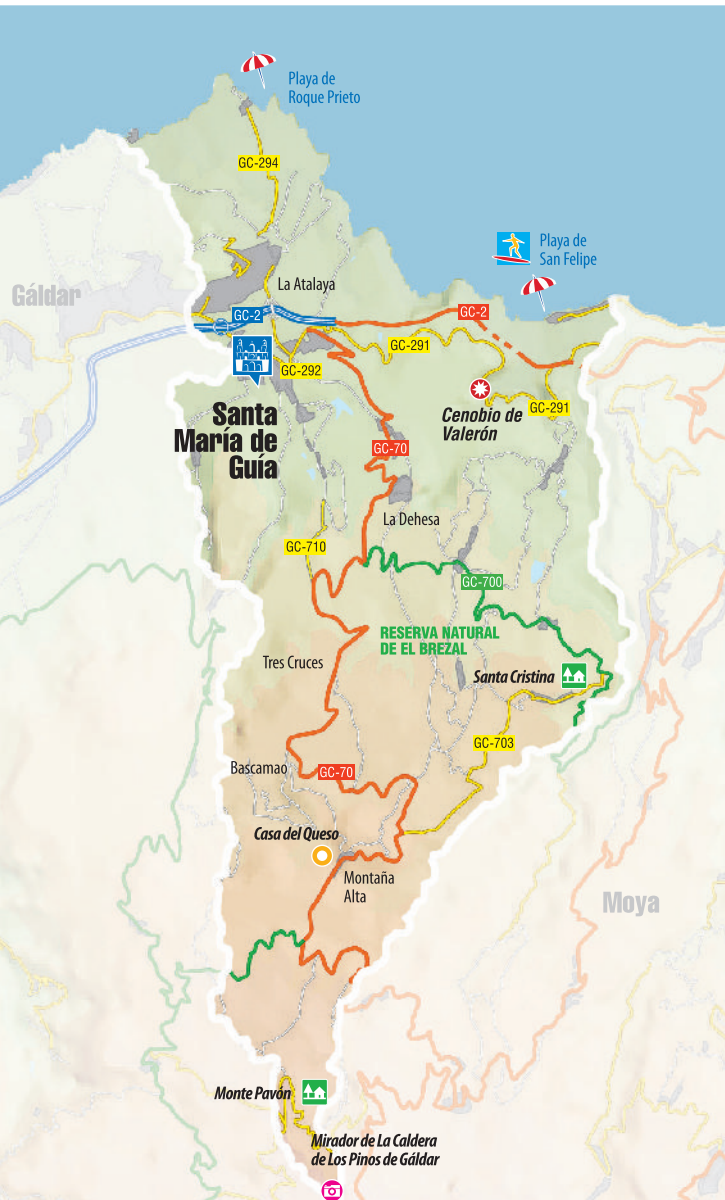 Playa de
Roque Prieto
GC-294
Playa de
San Felipe
La Atalaya
Gáldar
GC-2
GC-2
GC-291
GC-292
Cenobio de
Valerón
GC-291
Santa
María de
Guía
GC-70
La Dehesa
GC-710
GC-700
RESERVA NATURAL
DE EL BREZAL
Tres Cruces
Santa Cristina
GC-703
Bascamao
GC-70
Casa del Queso
Montaña
Alta
Moya
Monte Pavón
Mirador de La Caldera
de Los Pinos de Gáldar